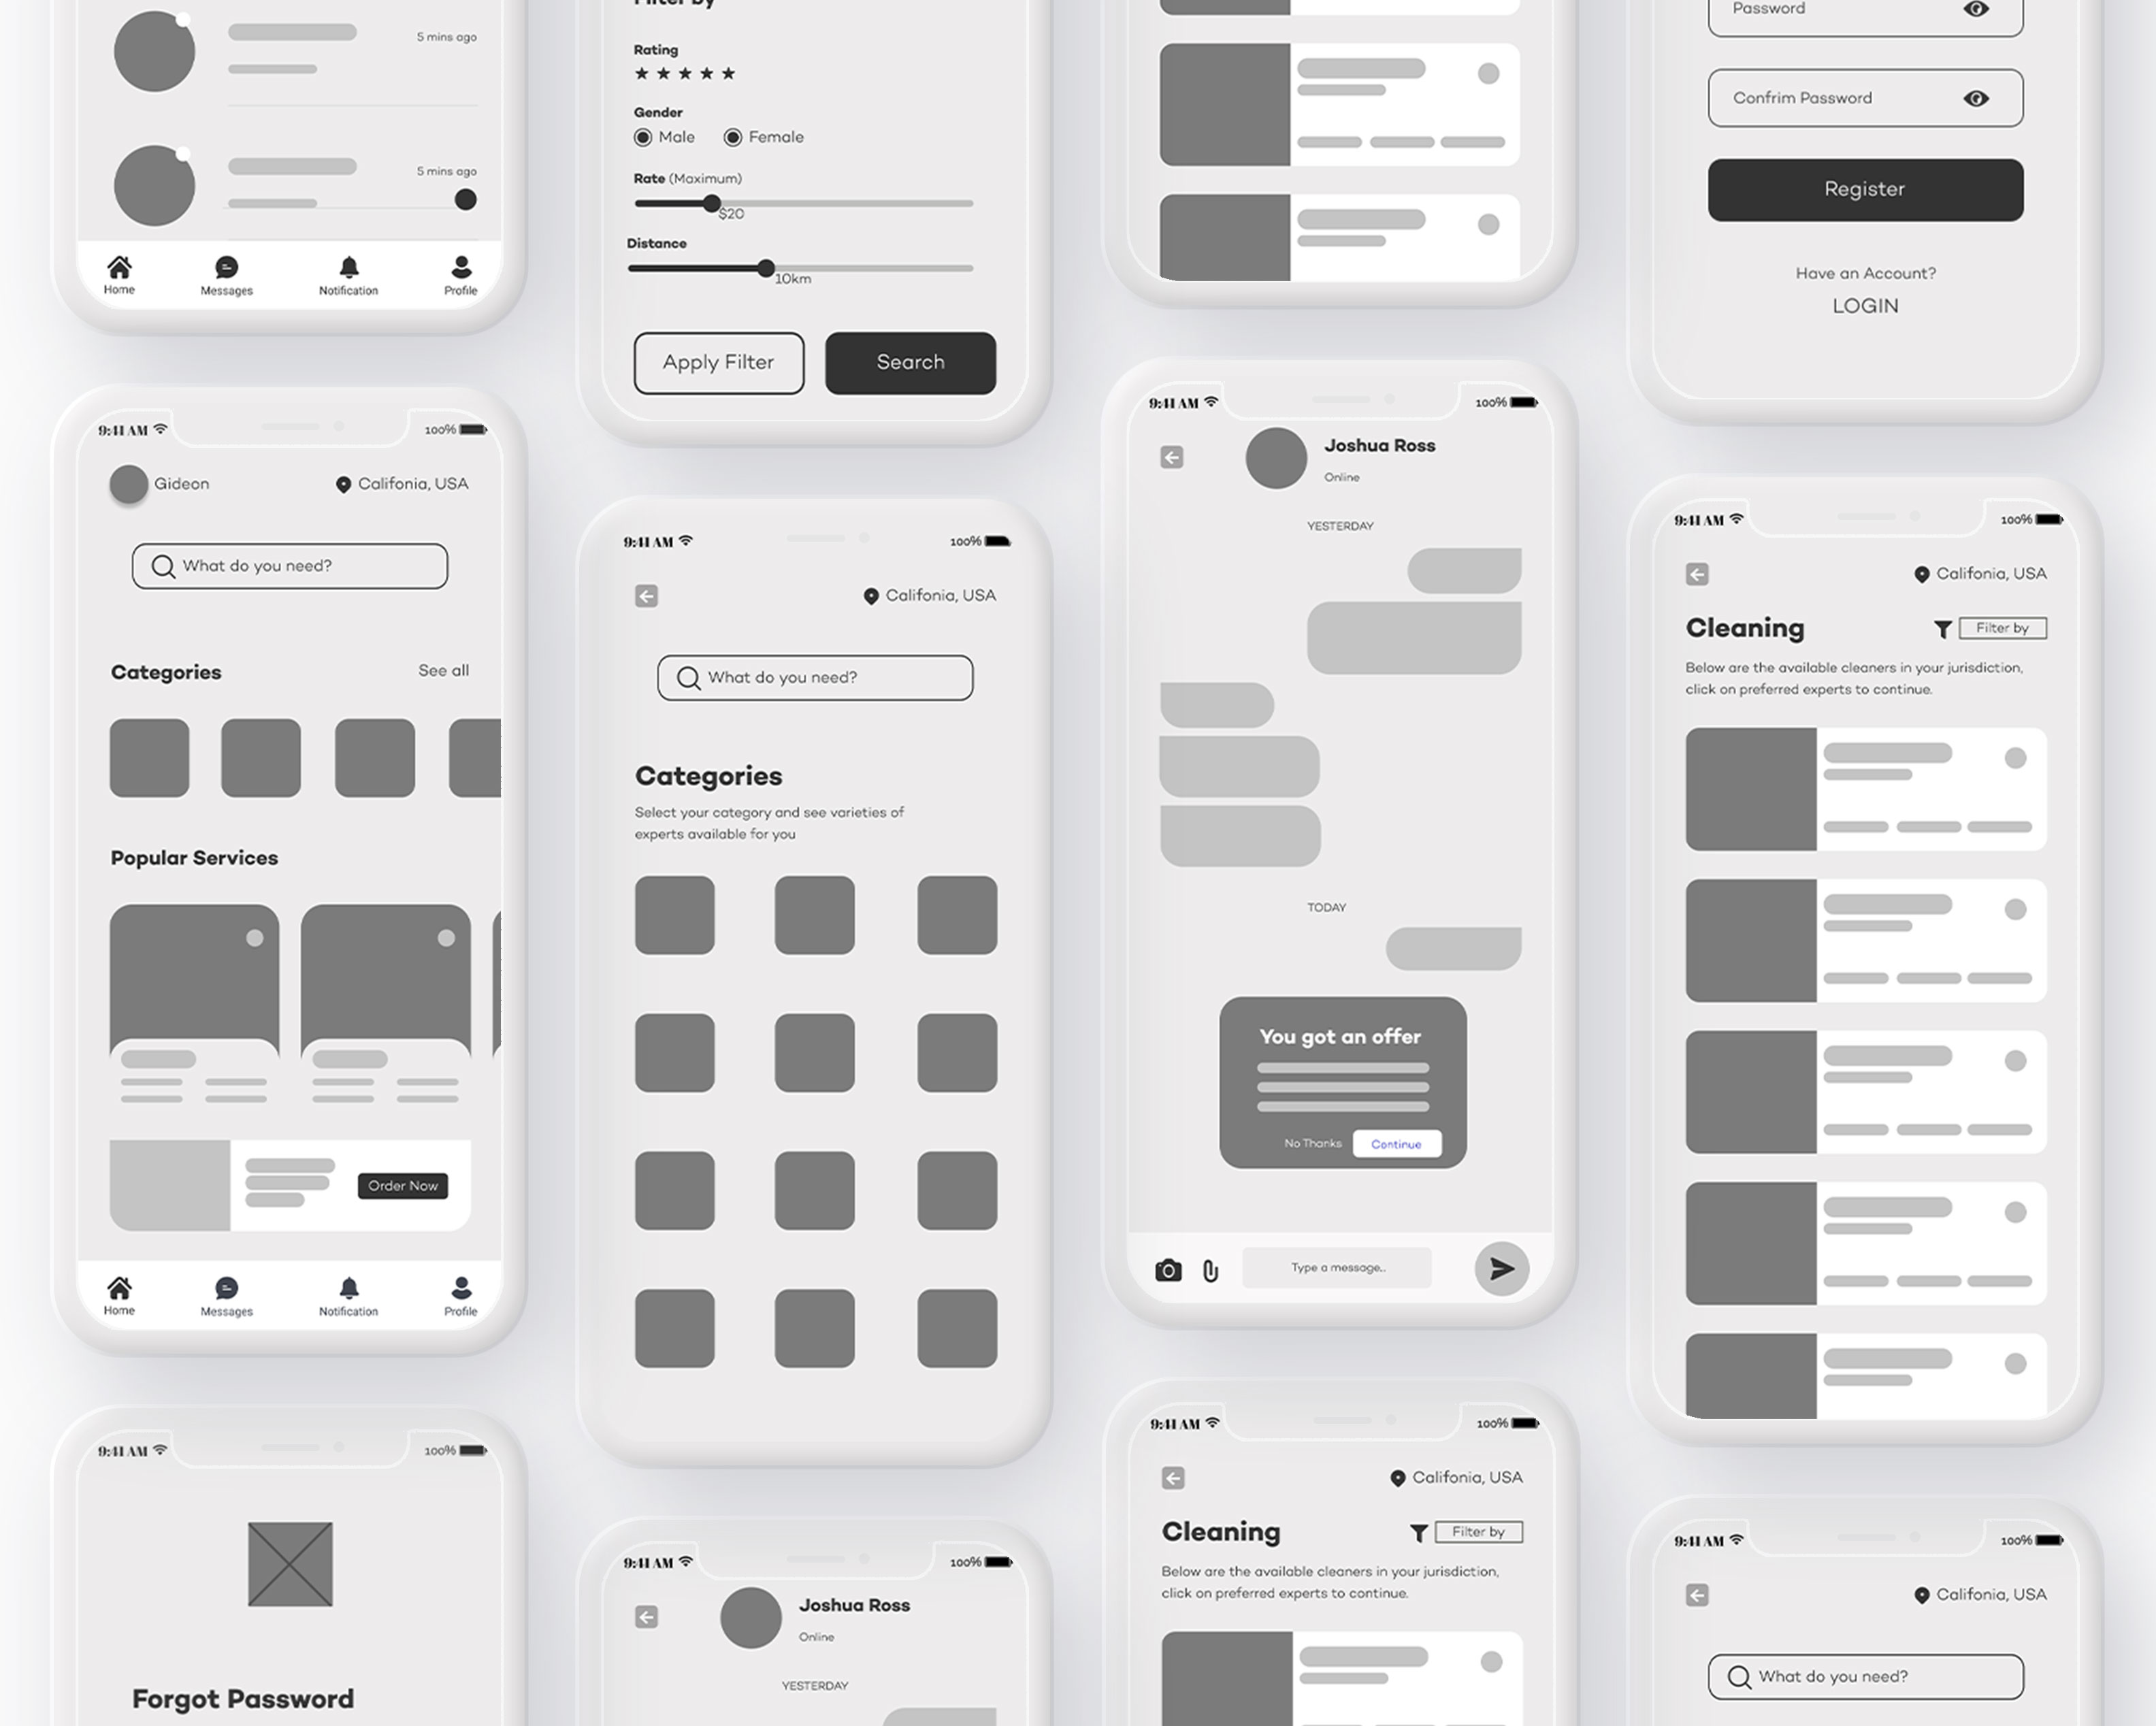 5 mins ago
5 mins ago
Home Messages Notification Profile
9:41 AM 100%
Gideon Califonia, USA
What do you need?
Categories See all
Popular Services
Order Now
Home Messages Notification Profile
9:41 AM 100%
Forgot Password
Filter by
Rating
Gender
Male Female
Rate (Maximum)
$20
Distance
10km
Apply Filter Search
9:41 AM 100%
Califonia, USA
What do you need?
Categories
Select your category and see varieties of
experts available for you
9:41 AM 100%
Joshua Ross
Online
YESTERDAY
9:41 AM 100%
Joshua Ross
Online
YESTERDAY
TODAY
You got an offer
No Thanks Continue
Type a message..
9:41 AM 100%
Califonia, USA
Cleaning Filter by
Below are the available cleaners in your jurisdiction,
click on preferred experts to continue.
Password
Confrim Password
Register
Have an Account?
LOGIN
9:41 AM 100%
Califonia, USA
Cleaning Filter by
Below are the available cleaners in your jurisdiction,
click on preferred experts to continue.
9:41 AM 100%
Califonia, USA
What do you need?